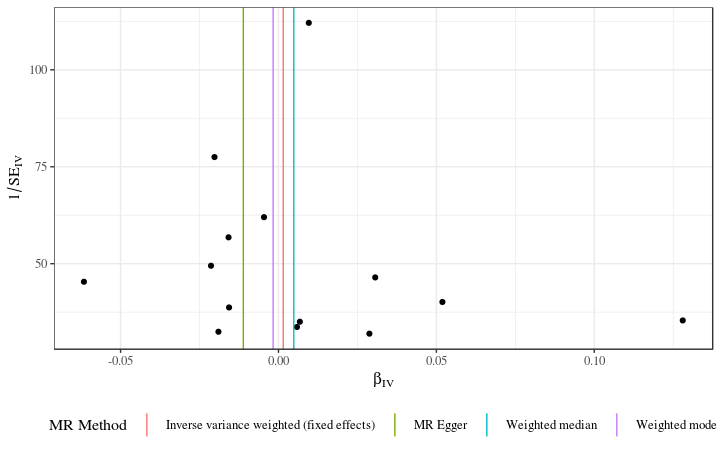 1/SE_IV
100
75
50
-0.05 0.00 0.05 0.10
β_IV
MR Method Inverse variance weighted (fixed effects) MR Egger Weighted median Weighted mode